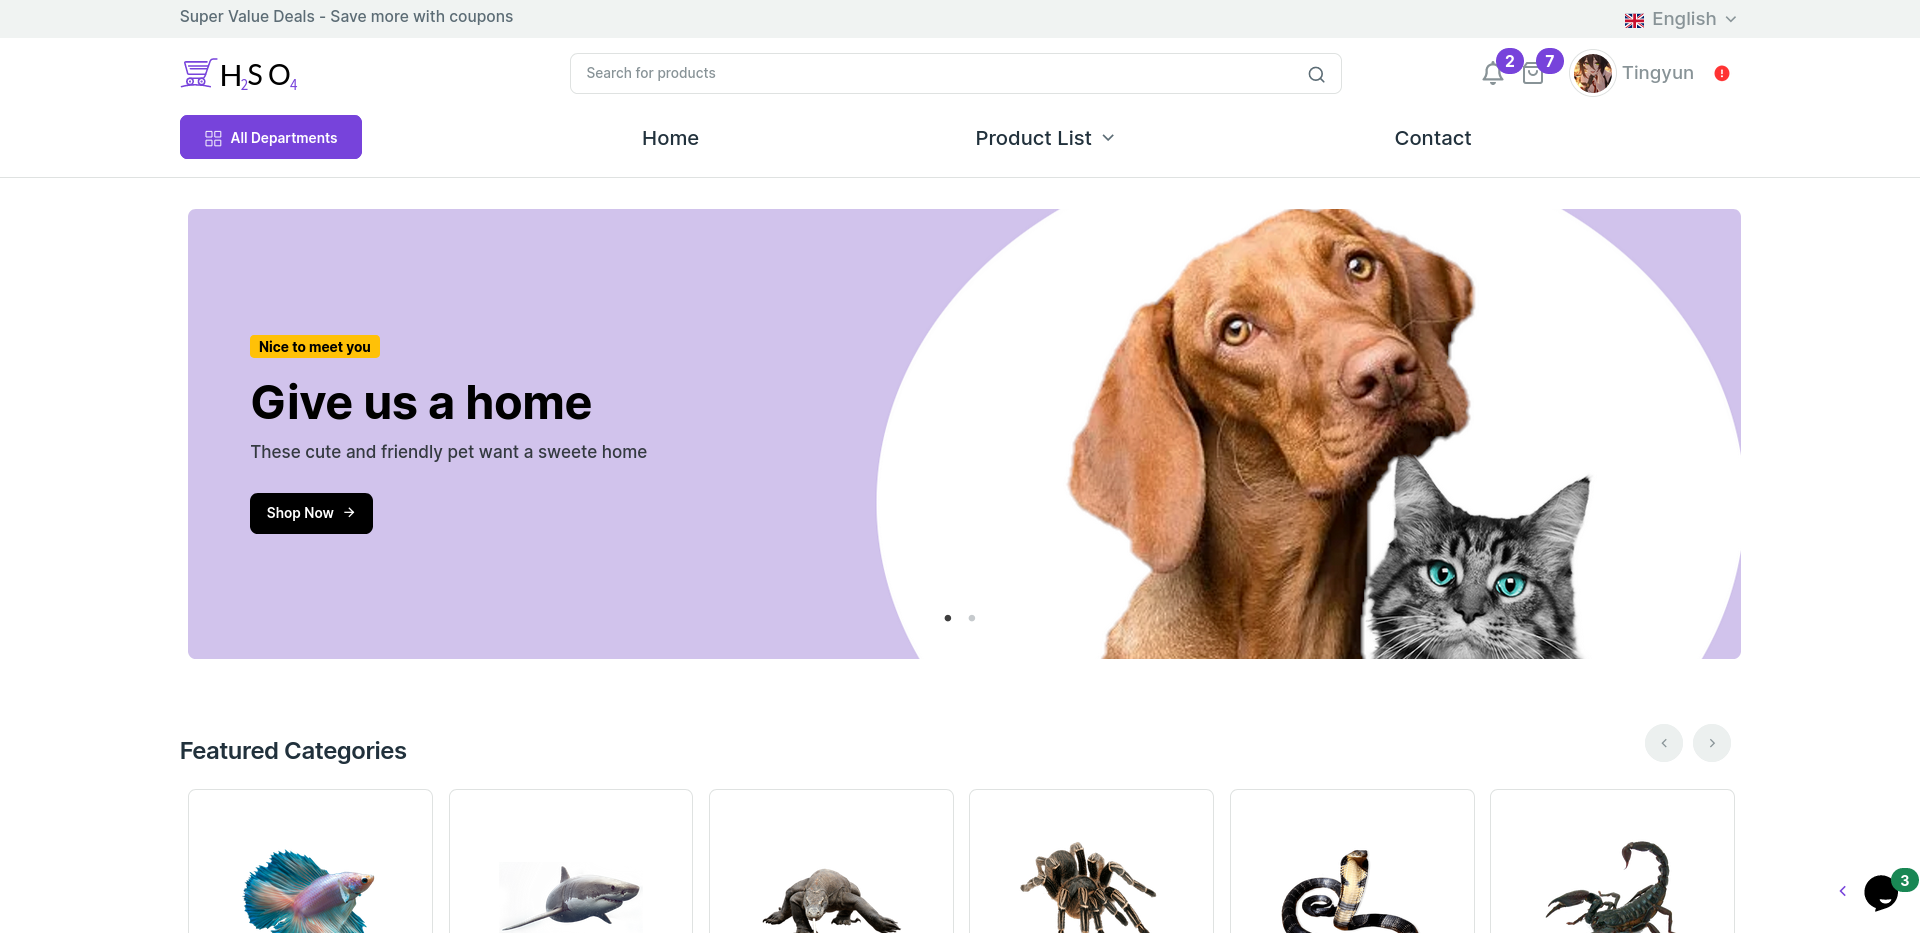 Super Value Deals - Save more with coupons
English
H2SO4
Search for products
2
7
Tingyun
All Departments
Home
Product List
Contact
Nice to meet you
Give us a home
These cute and friendly pet want a sweete home
Shop Now
Featured Categories
3